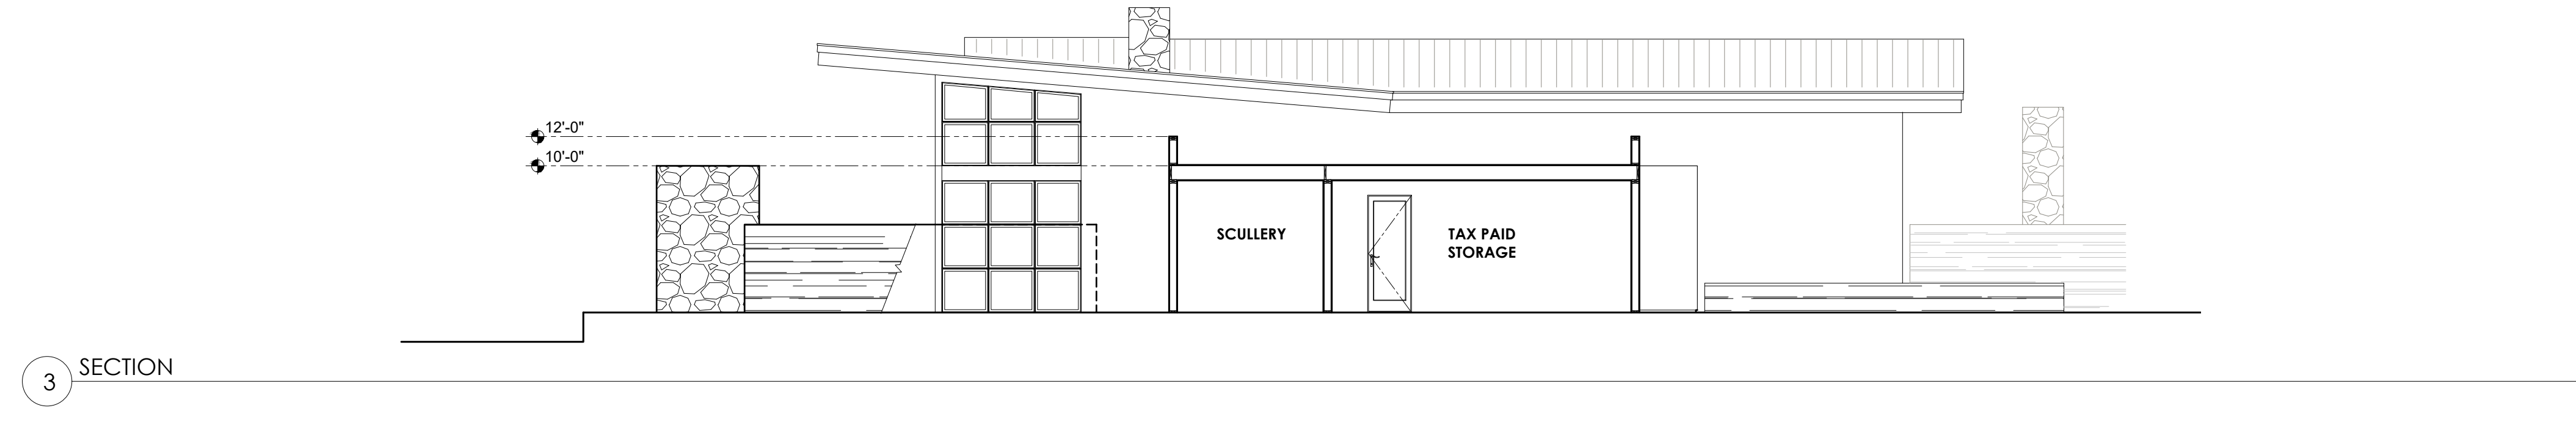 12'-0"
10'-0"
SCULLERY
TAX PAID
STORAGE
3
SECTION